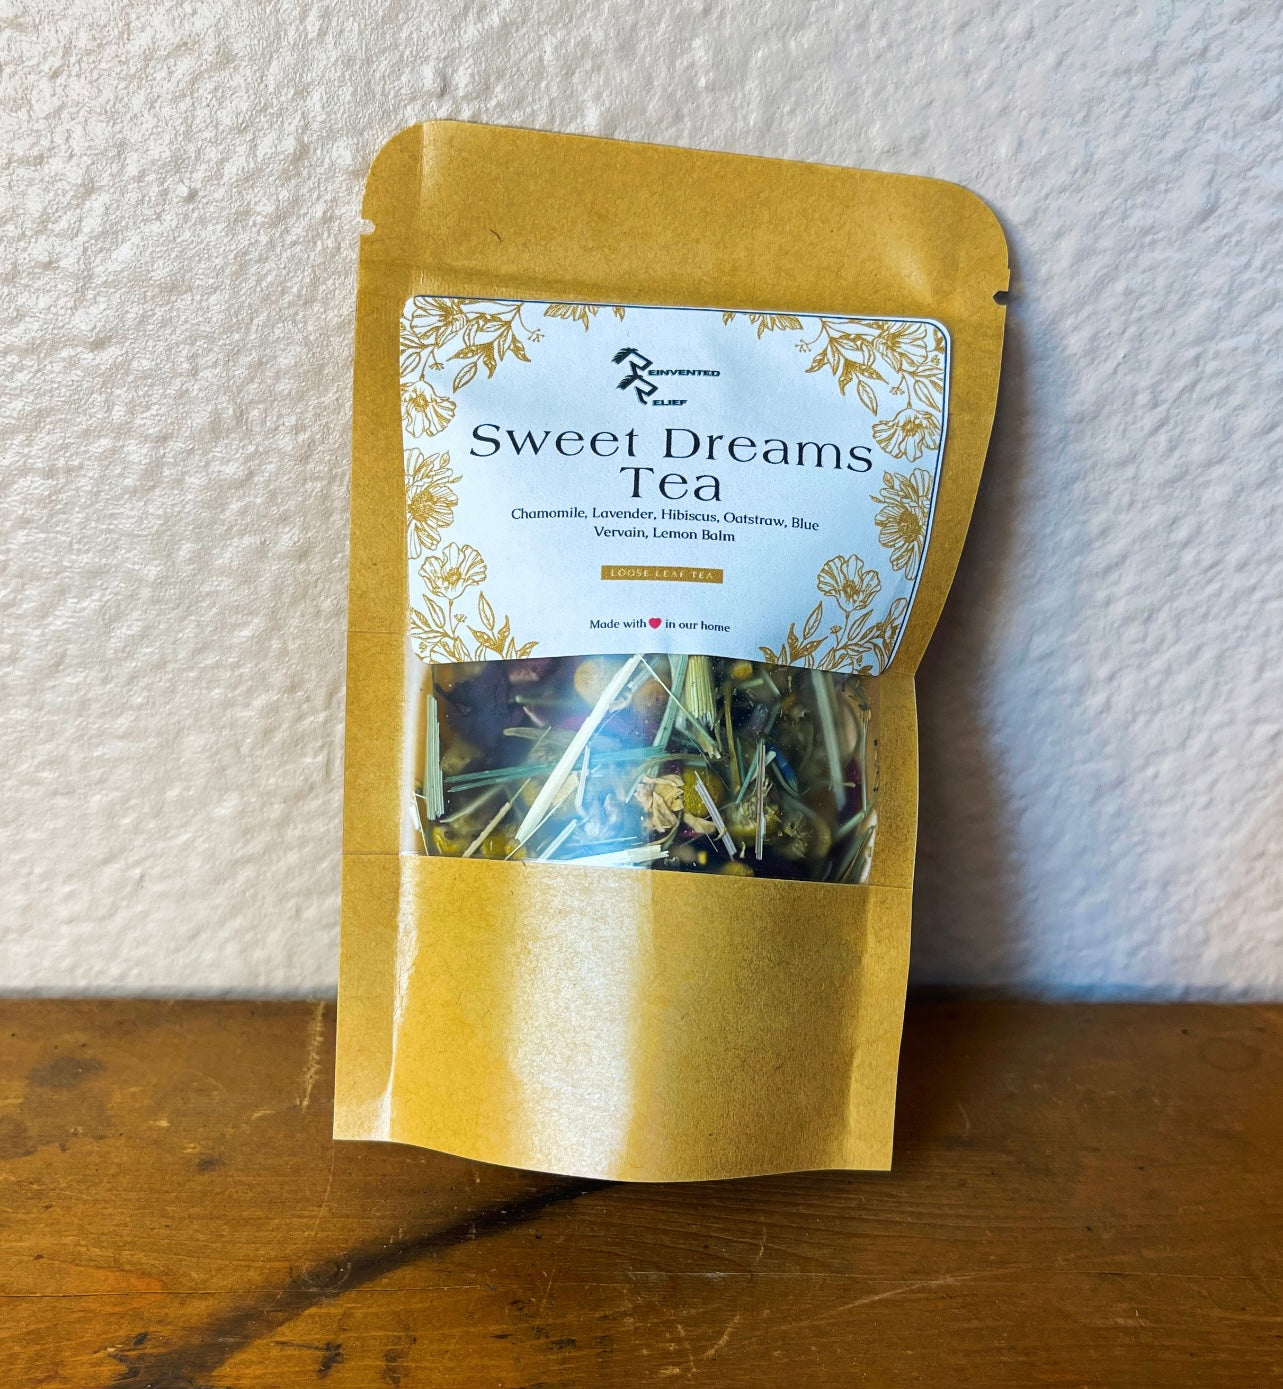 REINVENTED
RELIEF
Sweet Dreams
Tea
Chamomile, Lavender, Hibiscus, Oatstraw, Blue
Vervain, Lemon Balm
LOOSE LEAF TEA
Made with❤️in our home